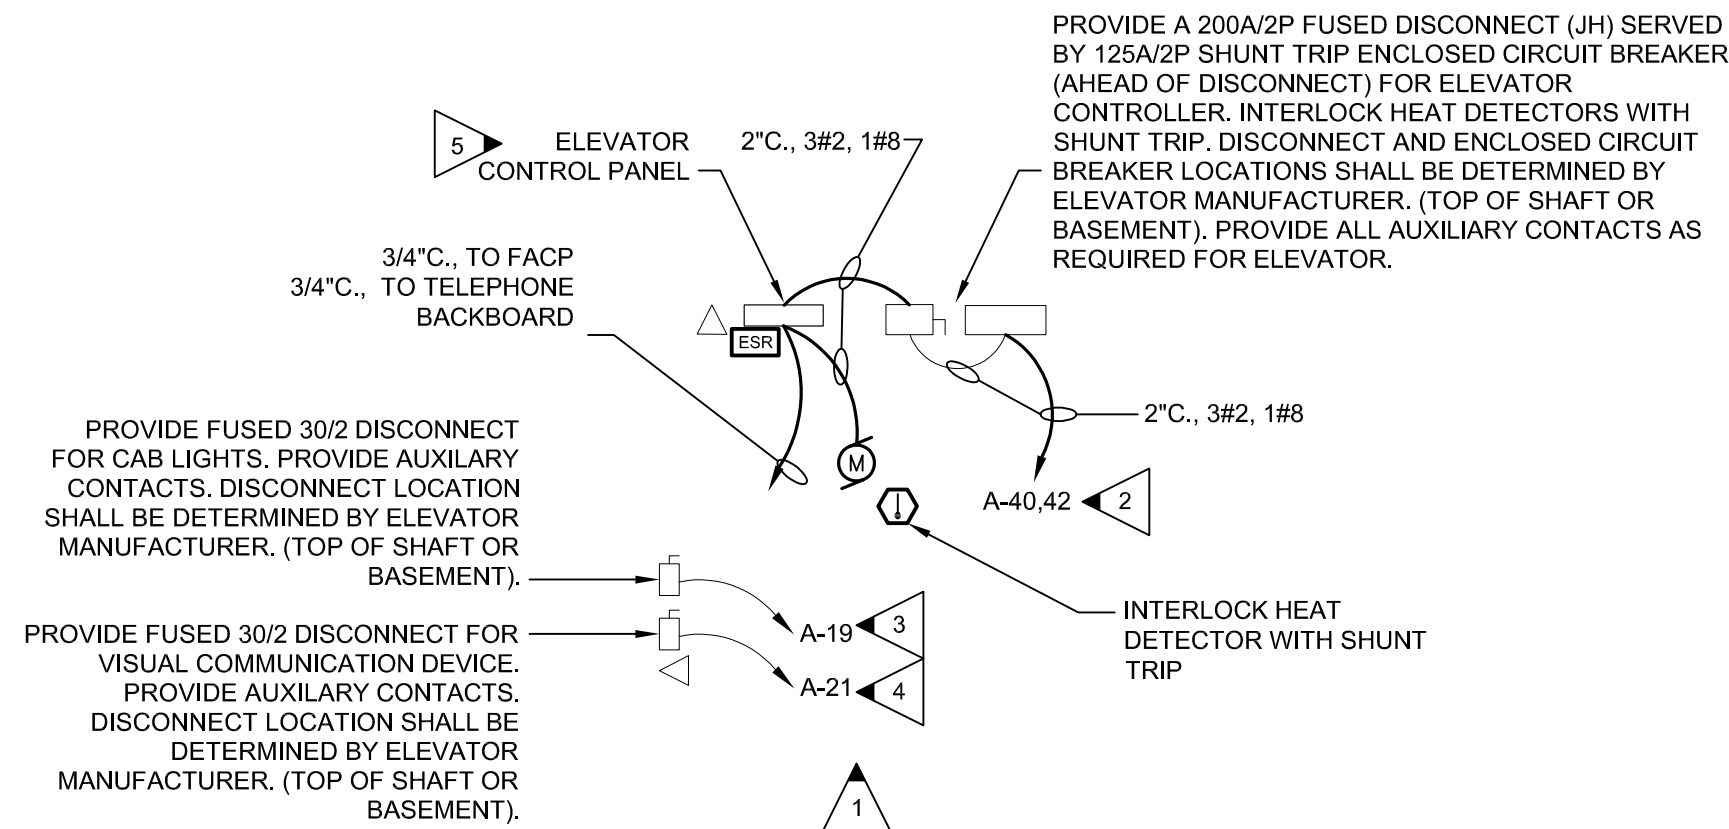 PROVIDE A 200A/2P FUSED DISCONNECT (JH) SERVED
BY 125A/2P SHUNT TRIP ENCLOSED CIRCUIT BREAKER
(AHEAD OF DISCONNECT) FOR ELEVATOR
CONTROLLER. INTERLOCK HEAT DETECTORS WITH
SHUNT TRIP. DISCONNECT AND ENCLOSED CIRCUIT
BREAKER LOCATIONS SHALL BE DETERMINED BY
ELEVATOR MANUFACTURER. (TOP OF SHAFT OR
BASEMENT). PROVIDE ALL AUXILIARY CONTACTS AS
REQUIRED FOR ELEVATOR.
5
ELEVATOR
CONTROL PANEL
2"C., 3#2, 1#8
3/4"C., TO FACP
3/4"C., TO TELEPHONE
BACKBOARD
ESR
2"C., 3#2, 1#8
M
A-40,42
2
PROVIDE FUSED 30/2 DISCONNECT
FOR CAB LIGHTS. PROVIDE AUXILARY
CONTACTS. DISCONNECT LOCATION
SHALL BE DETERMINED BY ELEVATOR
MANUFACTURER. (TOP OF SHAFT OR
BASEMENT).
A-19
3
INTERLOCK HEAT
DETECTOR WITH SHUNT
TRIP
PROVIDE FUSED 30/2 DISCONNECT FOR
VISUAL COMMUNICATION DEVICE.
PROVIDE AUXILARY CONTACTS.
DISCONNECT LOCATION SHALL BE
DETERMINED BY ELEVATOR
MANUFACTURER. (TOP OF SHAFT OR
BASEMENT).
A-21
4
1